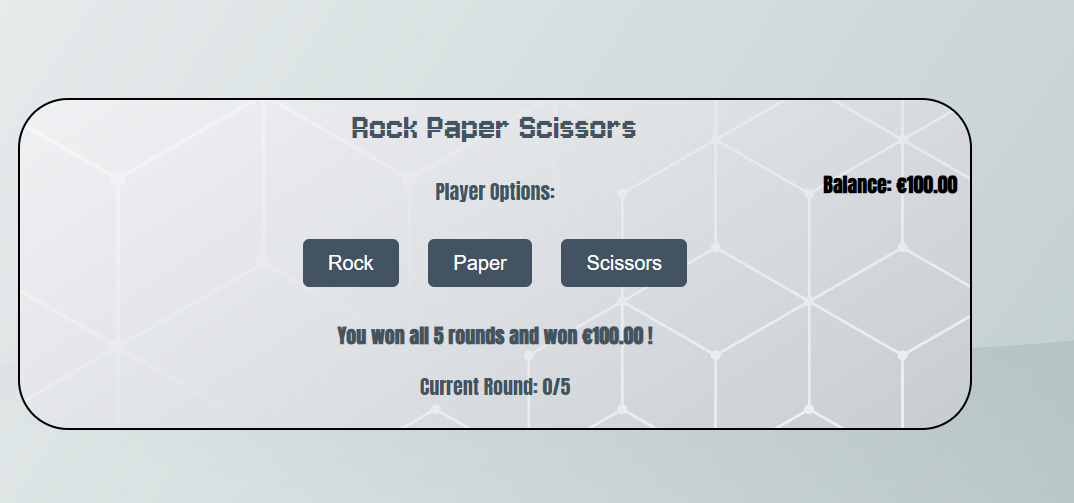 Rock Paper Scissors
Player Options:
Balance: €100.00
Rock Paper Scissors
You won all 5 rounds and won €100.00 !
Current Round: 0/5